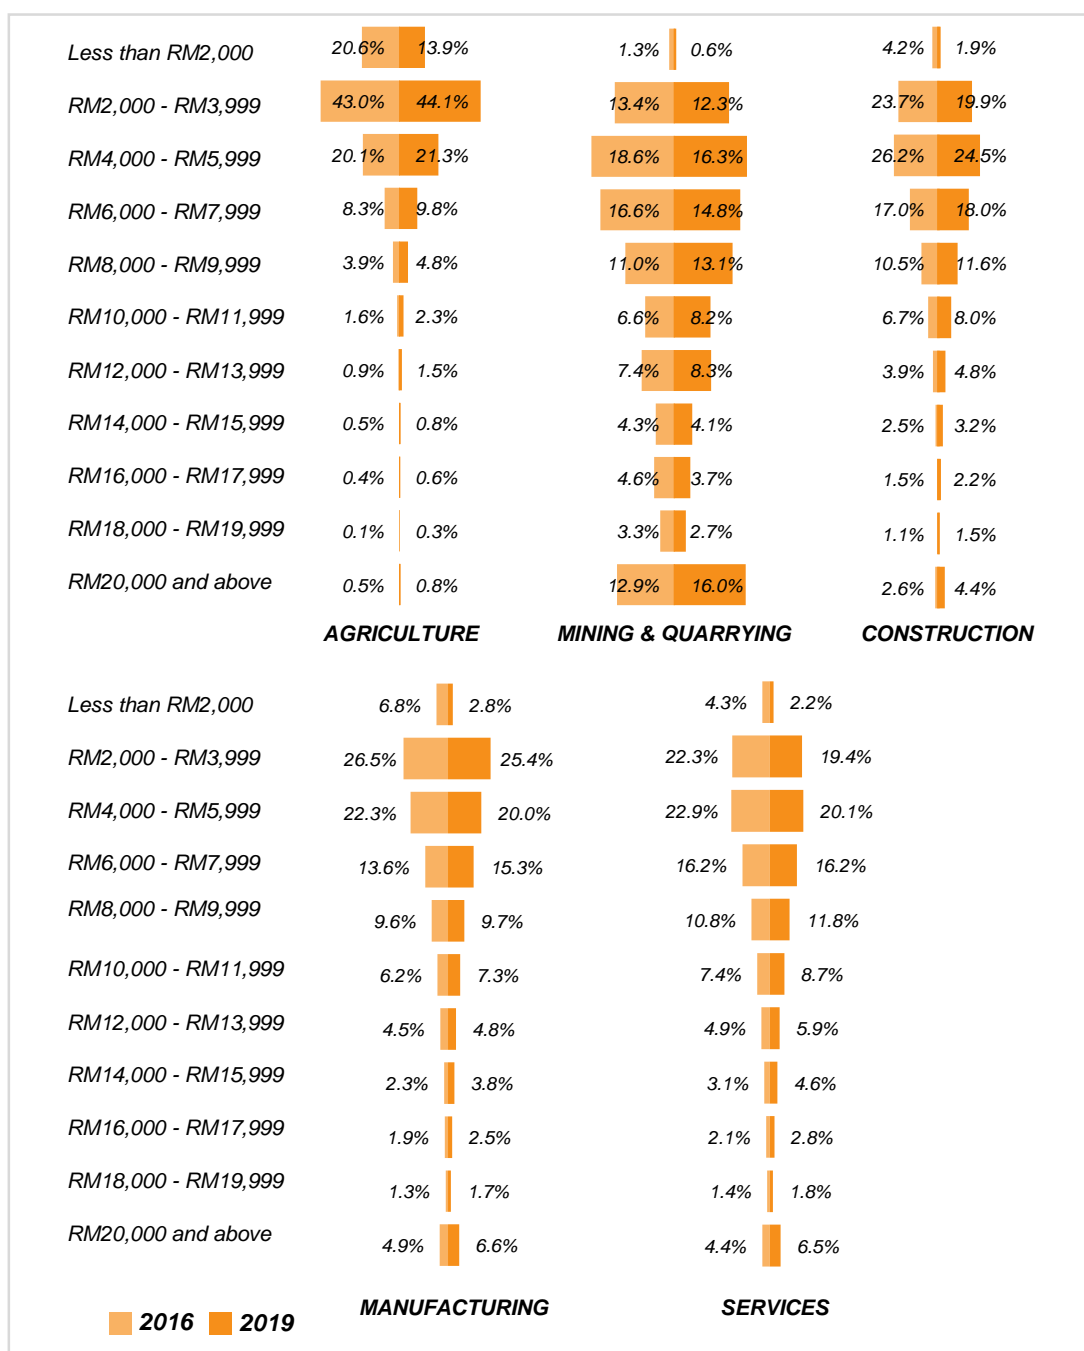 Less than RM2,000 20.6% 13.9% 1.3% 0.6% 4.2% 1.9%
RM2,000 - RM3,999 43.0% 44.1% 13.4% 12.3% 23.7% 19.9%
RM4,000 - RM5,999 20.1% 21.3% 18.6% 16.3% 26.2% 24.5%
RM6,000 - RM7,999 8.3% 9.8% 16.6% 14.8% 17.0% 18.0%
RM8,000 - RM9,999 3.9% 4.8% 11.0% 13.1% 10.5% 11.6%
RM10,000 - RM11,999 1.6% 2.3% 6.6% 8.2% 6.7% 8.0%
RM12,000 - RM13,999 0.9% 1.5% 7.4% 8.3% 3.9% 4.8%
RM14,000 - RM15,999 0.5% 0.8% 4.3% 4.1% 2.5% 3.2%
RM16,000 - RM17,999 0.4% 0.6% 4.6% 3.7% 1.5% 2.2%
RM18,000 - RM19,999 0.1% 0.3% 3.3% 2.7% 1.1% 1.5%
RM20,000 and above 0.5% 0.8% 12.9% 16.0% 2.6% 4.4%
AGRICULTURE MINING & QUARRYING CONSTRUCTION
Less than RM2,000 6.8% 2.8% 4.3% 2.2%
RM2,000 - RM3,999 26.5% 25.4% 22.3% 19.4%
RM4,000 - RM5,999 22.3% 20.0% 22.9% 20.1%
RM6,000 - RM7,999 13.6% 15.3% 16.2% 16.2%
RM8,000 - RM9,999 9.6% 9.7% 10.8% 11.8%
RM10,000 - RM11,999 6.2% 7.3% 7.4% 8.7%
RM12,000 - RM13,999 4.5% 4.8% 4.9% 5.9%
RM14,000 - RM15,999 2.3% 3.8% 3.1% 4.6%
RM16,000 - RM17,999 1.9% 2.5% 2.1% 2.8%
RM18,000 - RM19,999 1.3% 1.7% 1.4% 1.8%
RM20,000 and above 4.9% 6.6% 4.4% 6.5%
MANUFACTURING SERVICES
2016 2019